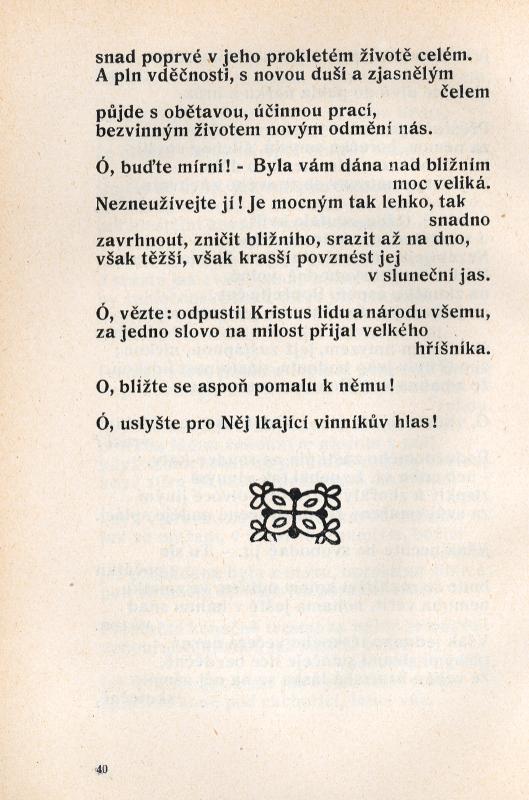 snad poprvé v jeho prokletém životě celém.
A pln vděčnosti, s novou duší a zjasnělým
čelem
půjde s obětavou, účinnou prací,
bezvinným životem novým odmění nás.
Ó, buďte mírní! - Byla vám dána nad bližním
moc veliká.
Nezneužívejte jí! Je mocným tak lehko, tak
snadno
zavrhnout, zničit bližního, srazit až na dno,
však těžší, však krasší povznést jej
v sluneční jas.
Ó, vězte: odpustil Kristus lidu a národu všemu,
za jedno slovo na milost přijal velkého
hříšníka.
O, bližte se aspoň pomalu k němu!
Ó, uslyšte pro Něj lkající vinníkův hlas!
40